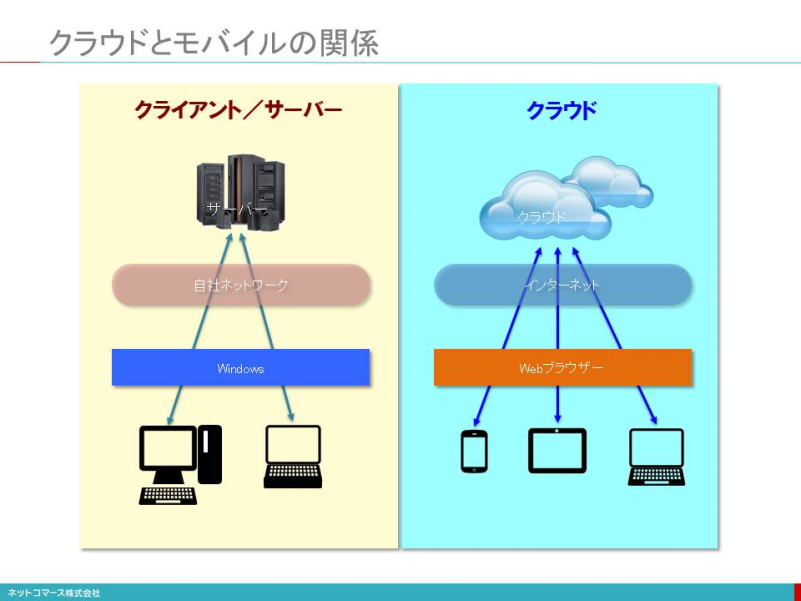 クラウドとモバイルの関係
クライアント／サーバー
サーバー
自社ネットワーク
Windows
クラウド
クラウド
インターネット
Webブラウザー
ネットコマース株式会社